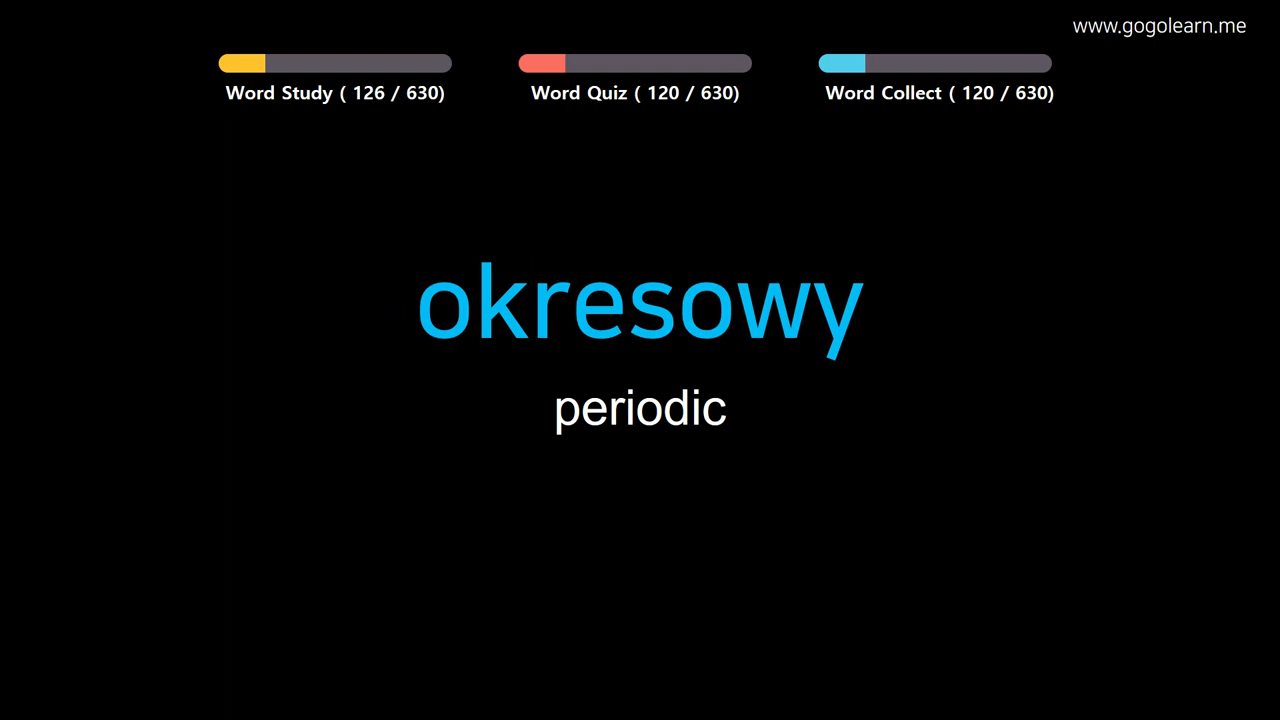 www.gogolearn.me
Word Study ( 126 / 630)
Word Quiz ( 120 / 630)
Word Collect ( 120 / 630)
okresowy
periodic